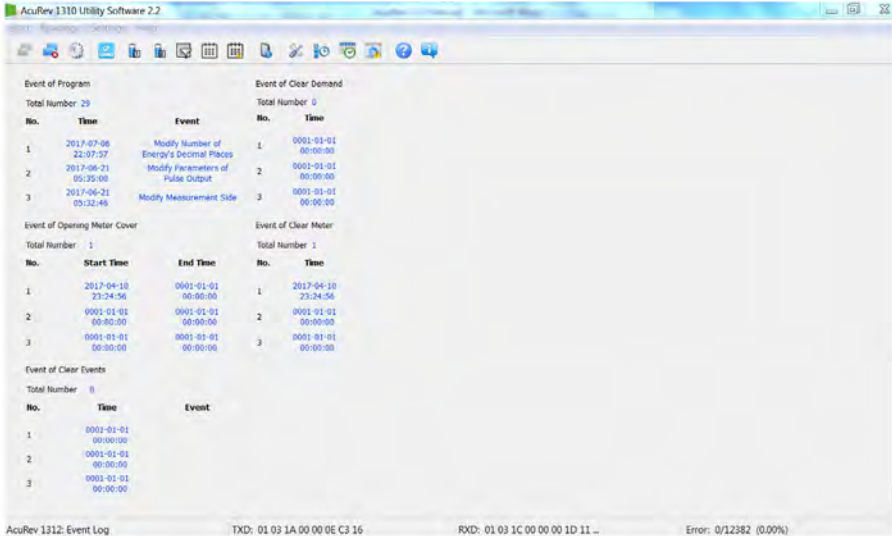 AcuRev 1310 Utility Software 2.2
Event of Program
Event of Clear Demand
Total Number 29
Total Number 0
No. Time Event
No. Time
1 2017-07-06 22:07:57 Modify Number of Energy's Decimal Places
1 0001-01-01 00:00:00
2 2017-06-21 05:35:00 Modify Parameters of Pulse Output
2 0001-01-01 00:00:00
3 2017-06-21 05:32:46 Modify Measurement Side
3 0001-01-01 00:00:00
Event of Opening Meter Cover
Event of Clear Meter
Total Number 1
Total Number 1
No. Start Time End Time
No. Time
1 2017-04-10 23:24:56 0001-01-01 00:00:00
1 2017-04-10 23:24:56
2 0001-01-01 00:00:00 0001-01-01 00:00:00
2 0001-01-01 00:00:00
3 0001-01-01 00:00:00 0001-01-01 00:00:00
3 0001-01-01 00:00:00
Event of Clear Events
Total Number 0
No. Time Event
1 0001-01-01 00:00:00
2 0001-01-01 00:00:00
3 0001-01-01 00:00:00
AcuRev 1312: Event Log TXD: 01 03 1A 00 00 0E C3 16 RXD: 01 03 1C 00 00 00 1D 11 ... Error: 0/12382 (0.00%)